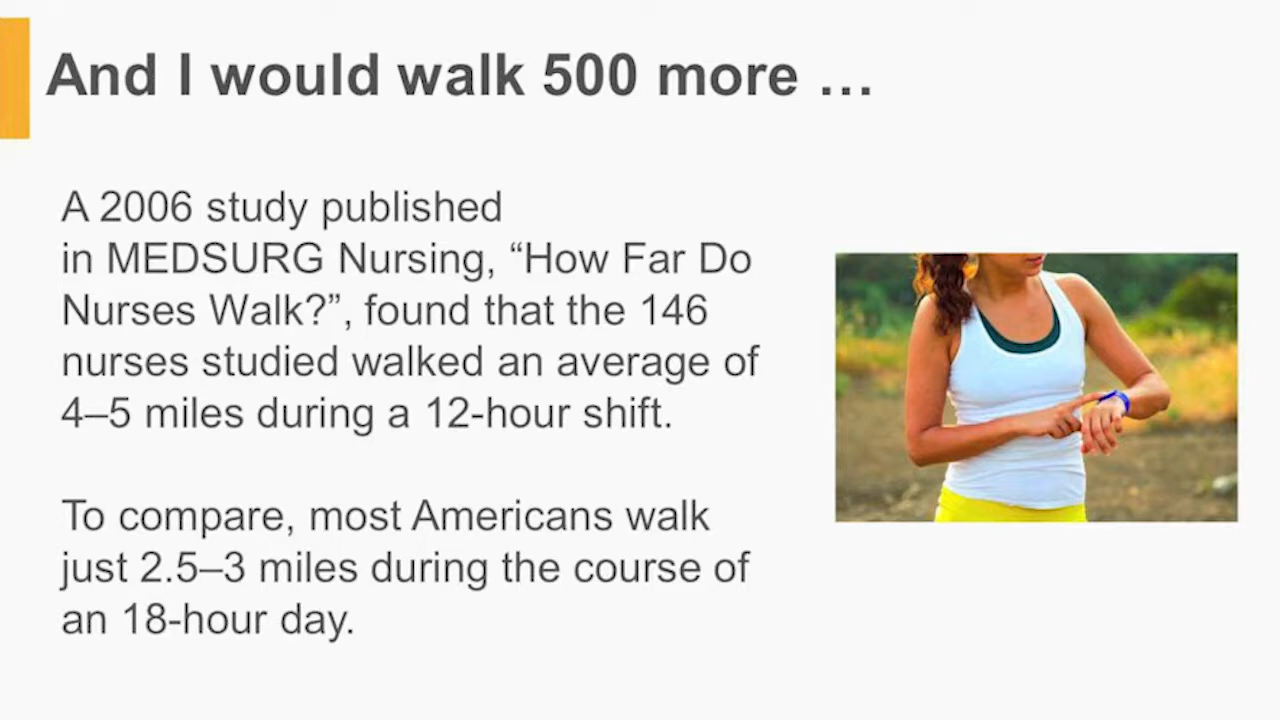 And I would walk 500 more …
A 2006 study published
in MEDSURG Nursing, “How Far Do
Nurses Walk?”, found that the 146
nurses studied walked an average of
4–5 miles during a 12-hour shift.
To compare, most Americans walk
just 2.5–3 miles during the course of
an 18-hour day.